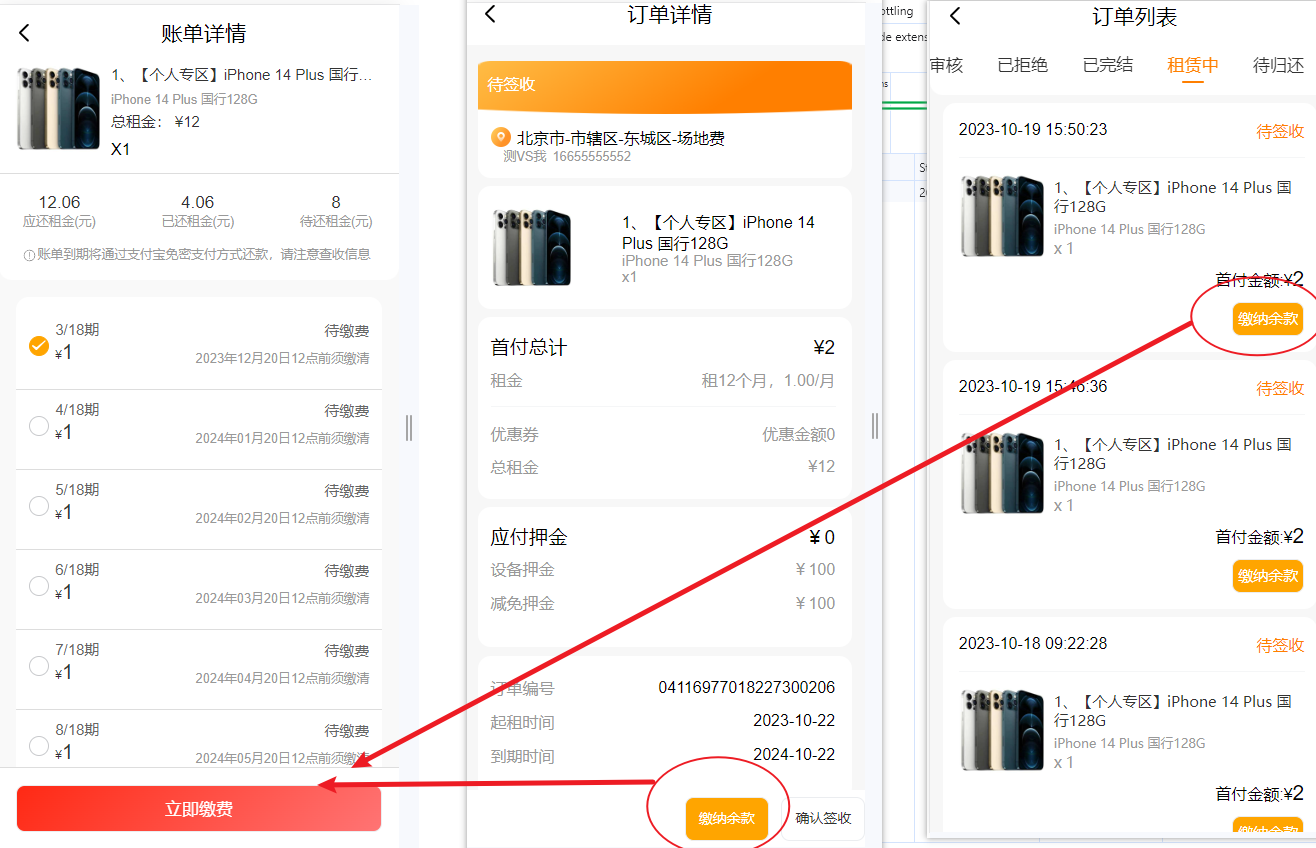 账单详情
1、【个人专区】iPhone 14 Plus 国行...
iPhone 14 Plus 国行128G
总租金： ¥12
X1
12.06
应还租金(元)
4.06
已还租金(元)
8
待还租金(元)
账单到期将通过支付宝免密支付方式还款，请注意查收信息
3/18期
待缴费
¥1
2023年12月20日12点前须缴清
4/18期
待缴费
¥1
2024年01月20日12点前须缴清
5/18期
待缴费
¥1
2024年02月20日12点前须缴清
6/18期
待缴费
¥1
2024年03月20日12点前须缴清
7/18期
待缴费
¥1
2024年04月20日12点前须缴清
8/18期
待缴费
¥1
2024年05月20日12点前须缴清
立即缴费
订单详情
待签收
北京市-市辖区-东城区-场地费
测VS我 16655555552
1、【个人专区】iPhone 14
Plus 国行128G
iPhone 14 Plus 国行128G
x1
首付总计 ¥2
租金 租12个月，1.00/月
优惠券 优惠金额0
总租金 ¥12
应付押金 ¥0
设备押金 ¥100
减免押金 ¥100
订单编号 04116977018227300206
起租时间 2023-10-22
到期时间 2024-10-22
缴纳余款
确认签收
ottling
de extens
订单列表
审核 已拒绝 已完结 租赁中 待归还
2023-10-19 15:50:23 待签收
1、【个人专区】iPhone 14 Plus 国
行128G
iPhone 14 Plus 国行128G
x 1
首付金额:¥2
缴纳余款
2023-10-19 15:46:36 待签收
1、【个人专区】iPhone 14 Plus 国
行128G
iPhone 14 Plus 国行128G
x 1
首付金额:¥2
缴纳余款
2023-10-18 09:22:28 待签收
1、【个人专区】iPhone 14 Plus 国
行128G
iPhone 14 Plus 国行128G
x 1
首付金额:¥2
缴纳余款